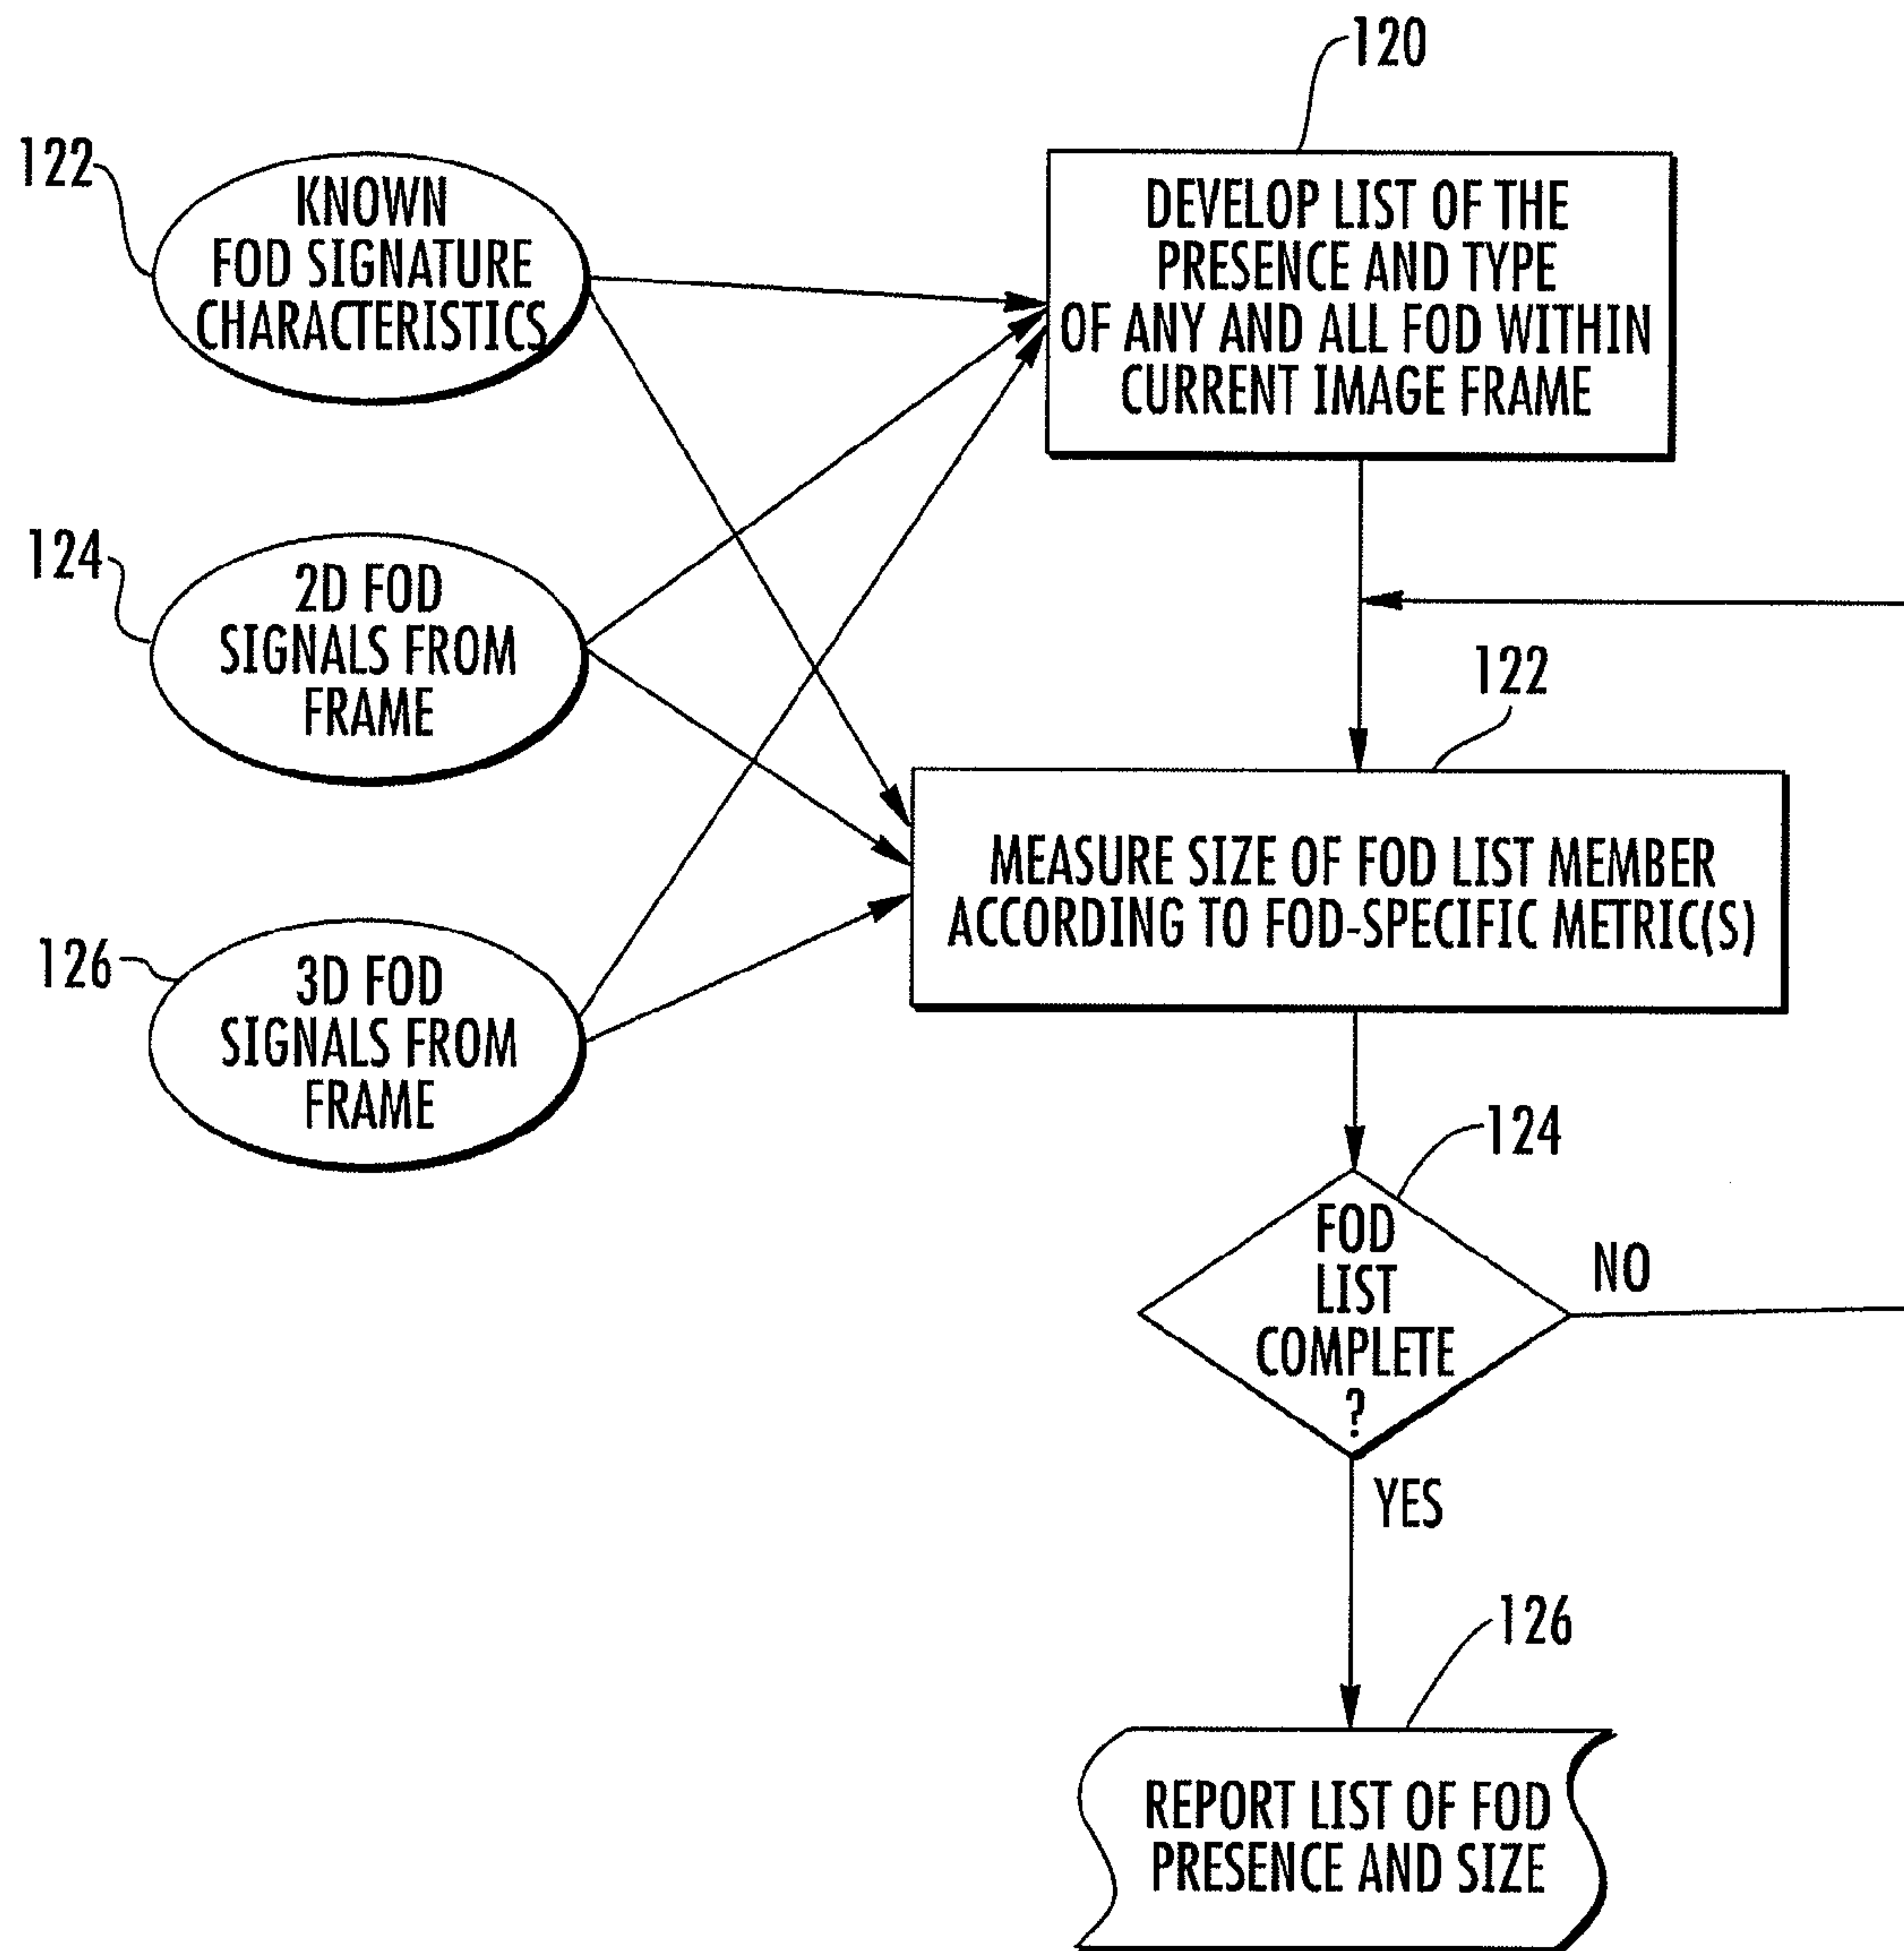 120
122
KNOWN
FOD SIGNATURE
CHARACTERISTICS
DEVELOP LIST OF THE
PRESENCE AND TYPE
OF ANY AND ALL FOD WITHIN
CURRENT IMAGE FRAME
124
2D FOD
SIGNALS FROM
FRAME
122
MEASURE SIZE OF FOD LIST MEMBER
ACCORDING TO FOD-SPECIFIC METRIC(S)
126
3D FOD
SIGNALS FROM
FRAME
124
FOD
LIST
COMPLETE
?
NO
YES
126
REPORT LIST OF FOD
PRESENCE AND SIZE